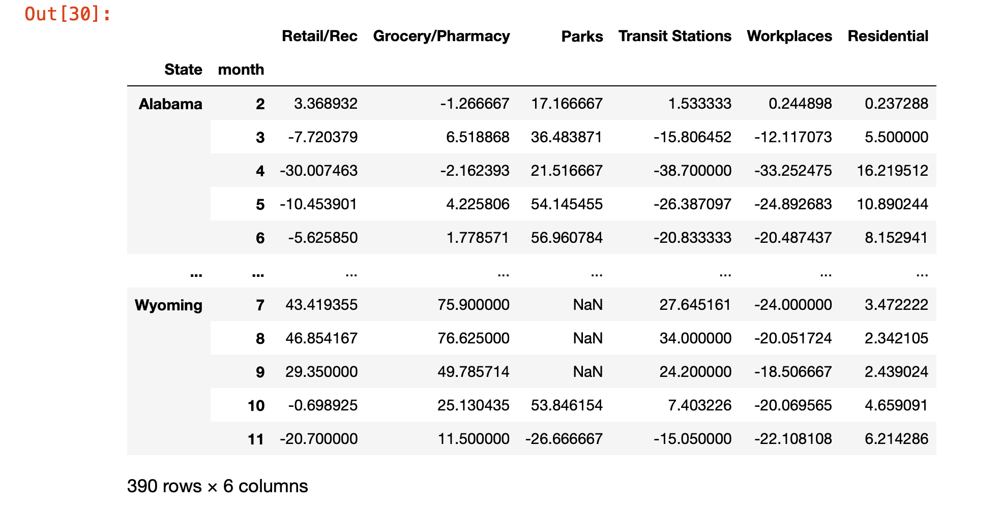 Out[30]:
Retail/Rec Grocery/Pharmacy Parks Transit Stations Workplaces Residential
State month
Alabama 2 3.368932 -1.266667 17.166667 1.533333 0.244898 0.237288
3 -7.720379 6.518868 36.483871 -15.806452 -12.117073 5.500000
4 -30.007463 -2.162393 21.516667 -38.700000 -33.252475 16.219512
5 -10.453901 4.225806 54.145455 -26.387097 -24.892683 10.890244
6 -5.625850 1.778571 56.960784 -20.833333 -20.487437 8.152941
... ... ... ... ... ... ... ...
Wyoming 7 43.419355 75.900000 NaN 27.645161 -24.000000 3.472222
8 46.854167 76.625000 NaN 34.000000 -20.051724 2.342105
9 29.350000 49.785714 NaN 24.200000 -18.506667 2.439024
10 -0.698925 25.130435 53.846154 7.403226 -20.069565 4.659091
11 -20.700000 11.500000 -26.666667 -15.050000 -22.108108 6.214286
390 rows × 6 columns